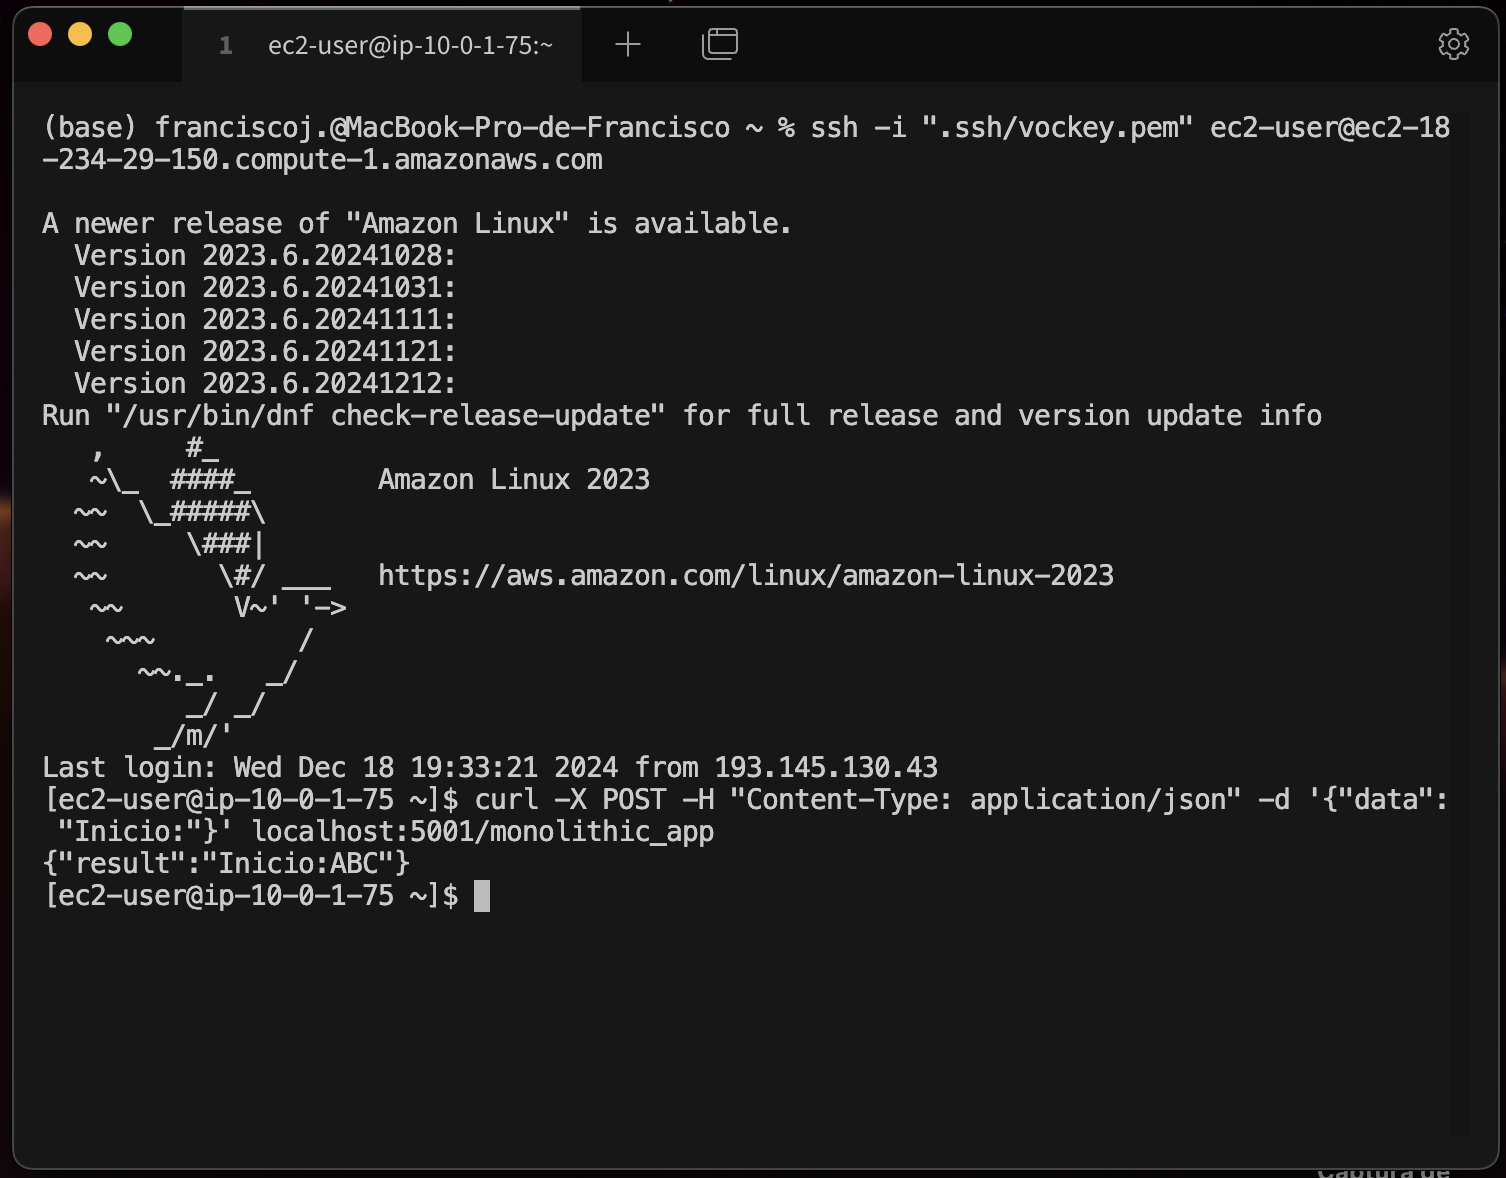 1 ec2-user@ip-10-0-1-75:~
(base) franciscoj.@MacBook-Pro-de-Francisco ~ % ssh -i ".ssh/vockey.pem" ec2-user@ec2-18
-234-29-150.compute-1.amazonaws.com
A newer release of "Amazon Linux" is available.
  Version 2023.6.20241028:
  Version 2023.6.20241031:
  Version 2023.6.20241111:
  Version 2023.6.20241121:
  Version 2023.6.20241212:
Run "/usr/bin/dnf check-release-update" for full release and version update info
   ,     #_
   ~\_  ####_        Amazon Linux 2023
  ~~  \_#####\
  ~~     \###|
  ~~       \#/ ___   https://aws.amazon.com/linux/amazon-linux-2023
   ~~       V~' '->
    ~~~         /
      ~~._.   _/
         _/ _/
       _/m/'
Last login: Wed Dec 18 19:33:21 2024 from 193.145.130.43
[ec2-user@ip-10-0-1-75 ~]$ curl -X POST -H "Content-Type: application/json" -d '{"data":
 "Inicio:"}' localhost:5001/monolithic_app
{"result":"Inicio:ABC"}
[ec2-user@ip-10-0-1-75 ~]$
Captura de